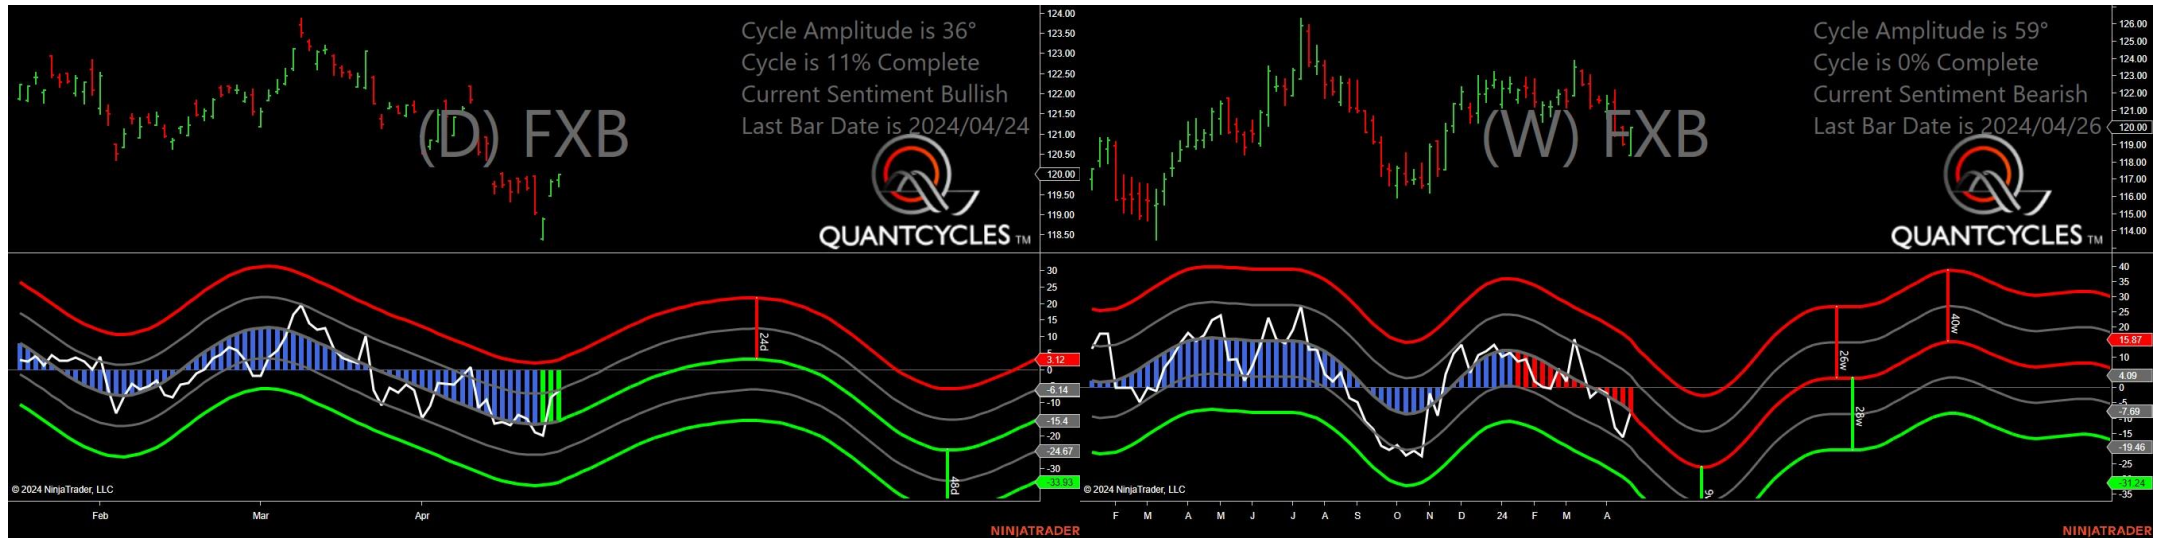 Cycle Amplitude is 36°
Cycle is 11% Complete
Current Sentiment Bullish
Last Bar Date is 2024/04/24
(D) FXB
QUANTCYCLES TM
124.00
123.50
123.00
122.50
122.00
121.50
121.00
120.50
120.00
119.50
119.00
118.50
30
25
20
15
10
5
3.12
0
-6.14
-10
-15.4
-20
-24.67
-30
-33.93
24d
48d
© 2024 NinjaTrader, LLC
Feb Mar Apr
NINJATRADER
Cycle Amplitude is 59°
Cycle is 0% Complete
Current Sentiment Bearish
Last Bar Date is 2024/04/26
(W) FXB
QUANTCYCLES TM
126.00
125.00
124.00
123.00
122.00
121.00
120.00
119.00
118.00
117.00
116.00
115.00
114.00
40
35
30
25
20
15.87
10
4.09
0
-5
-7.69
-15
-19.46
-25
-31.24
-35
26w
28w
40w
© 2024 NinjaTrader, LLC
F M A M J J A S O N D 24 F M A
NINJATRADER